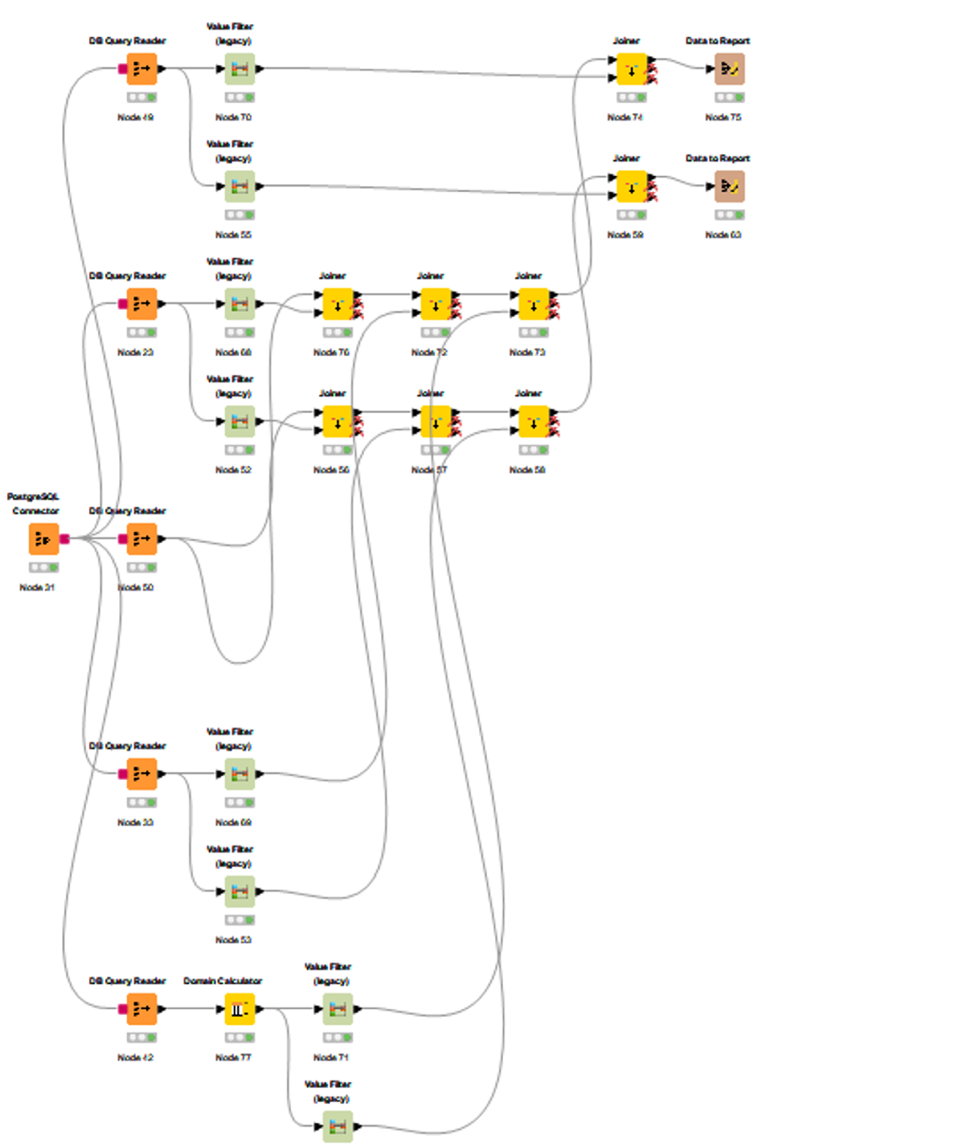 Value Filter
(legacy)
DB Query Reader
Joiner
Data to Report
Node 49
Node 70
Node 74
Node 75
Value Filter
(legacy)
Joiner
Data to Report
Node 55
Node 59
Node 63
Value Filter
(legacy)
DB Query Reader
Joiner
Joiner
Joiner
Node 23
Node 68
Node 76
Node 72
Node 73
Value Filter
(legacy)
Joiner
Joiner
Joiner
Node 52
Node 56
Node 57
Node 58
PostgreSQL
Connector
DB Query Reader
Node 31
Node 50
Value Filter
(legacy)
DB Query Reader
Node 33
Node 69
Value Filter
(legacy)
Node 53
Value Filter
(legacy)
DB Query Reader
Domain Calculator
Node 42
Node 77
Node 71
Value Filter
(legacy)